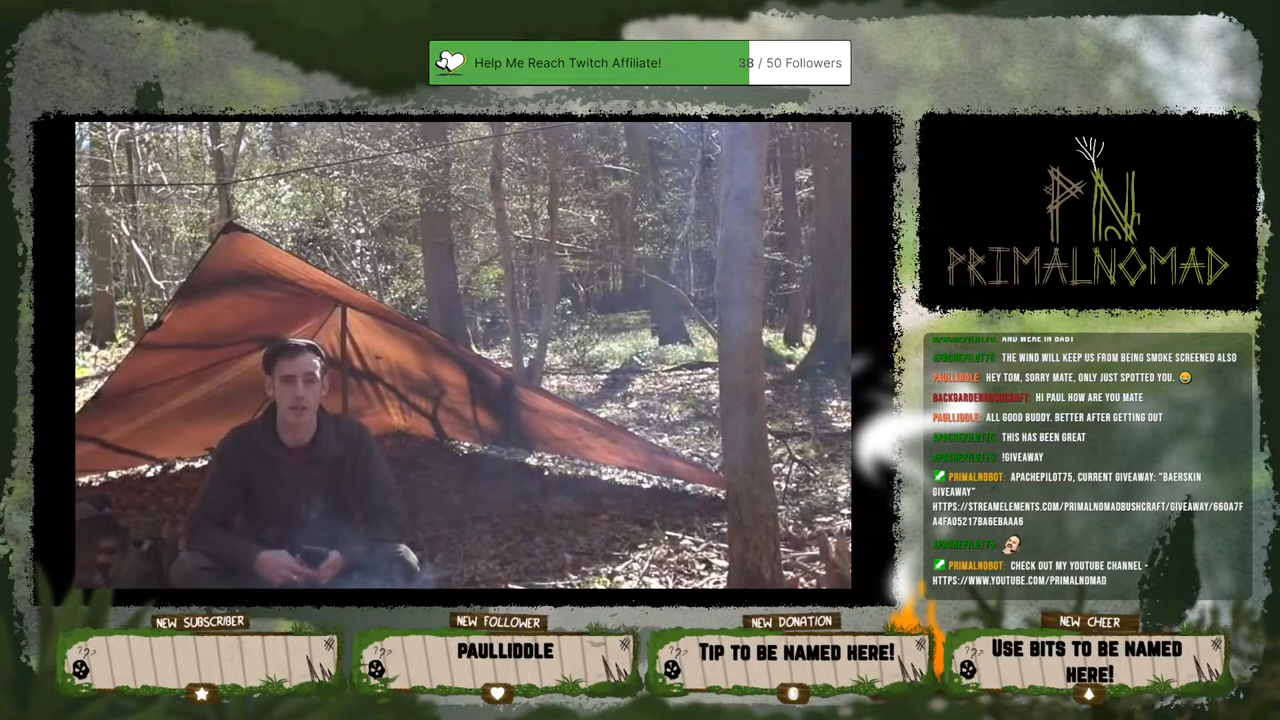 Help Me Reach Twitch Affiliate!
38 / 50 Followers
PN
PRIMALNOMAD
APACHEPILOT75: AND WERE IN BABY
APACHEPILOT75: THE WIND WILL KEEP US FROM BEING SMOKE SCREENED ALSO
PAULLIDDLE: HEY TOM, SORRY MATE, ONLY JUST SPOTTED YOU. 😂
BACKGARDENBUSHCRAFT: HI PAUL HOW ARE YOU MATE
PAULLIDDLE: ALL GOOD BUDDY. BETTER AFTER GETTING OUT
APACHEPILOT75: THIS HAS BEEN GREAT
APACHEPILOT75: !GIVEAWAY
PRIMALNOBOT: APACHEPILOT75, CURRENT GIVEAWAY: "BAERSKIN
GIVEAWAY"
HTTPS://STREAMELEMENTS.COM/PRIMALNOMADBUSHCRAFT/GIVEAWAY/660A7F
A4FA05217BA6EBAAA6
APACHEPILOT75:
PRIMALNOBOT: CHECK OUT MY YOUTUBE CHANNEL -
HTTPS://WWW.YOUTUBE.COM/PRIMALNOMAD
NEW SUBSCRIBER
NEW FOLLOWER
PAULLIDDLE
NEW DONATION
TIP TO BE NAMED HERE!
NEW CHEER
USE BITS TO BE NAMED
HERE!